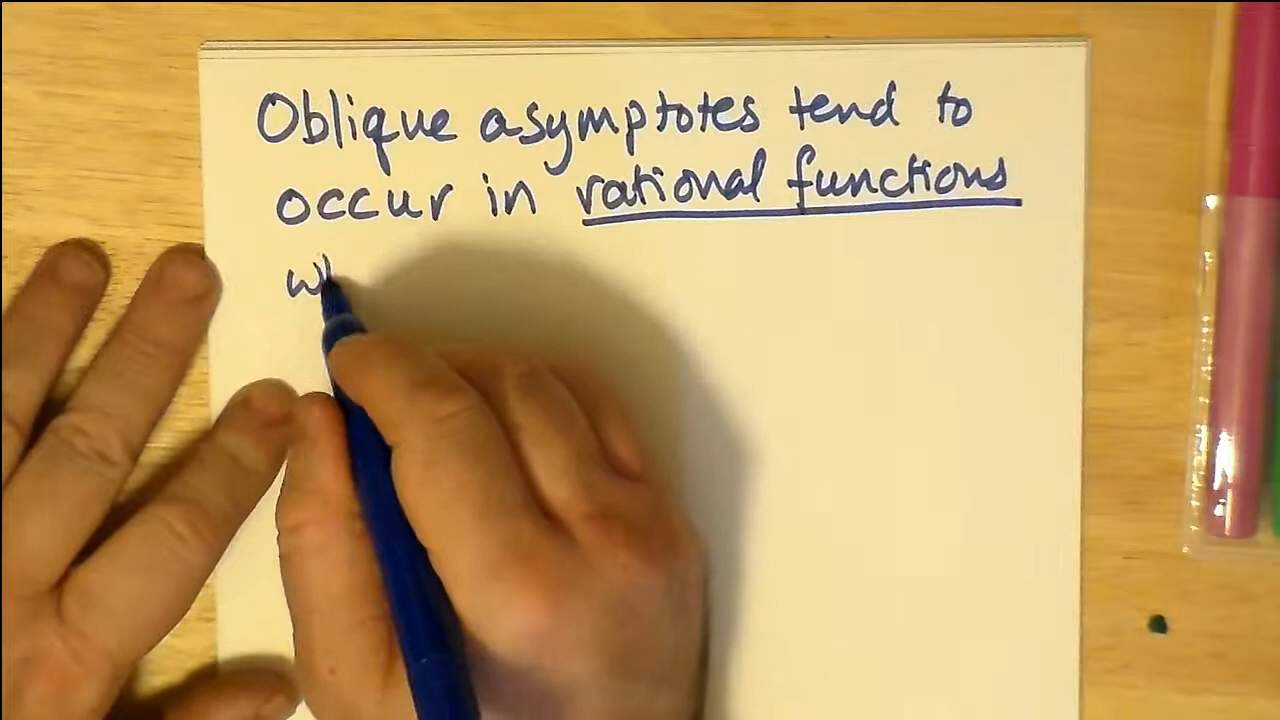 Oblique asymptotes tend to
occur in rational functions